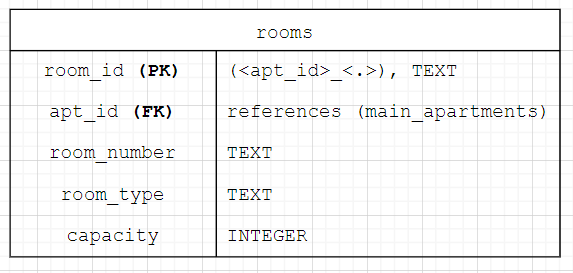 rooms
room_id (PK) (<apt_id>_<.>), TEXT
apt_id (FK) references (main_apartments)
room_number TEXT
room_type TEXT
capacity INTEGER